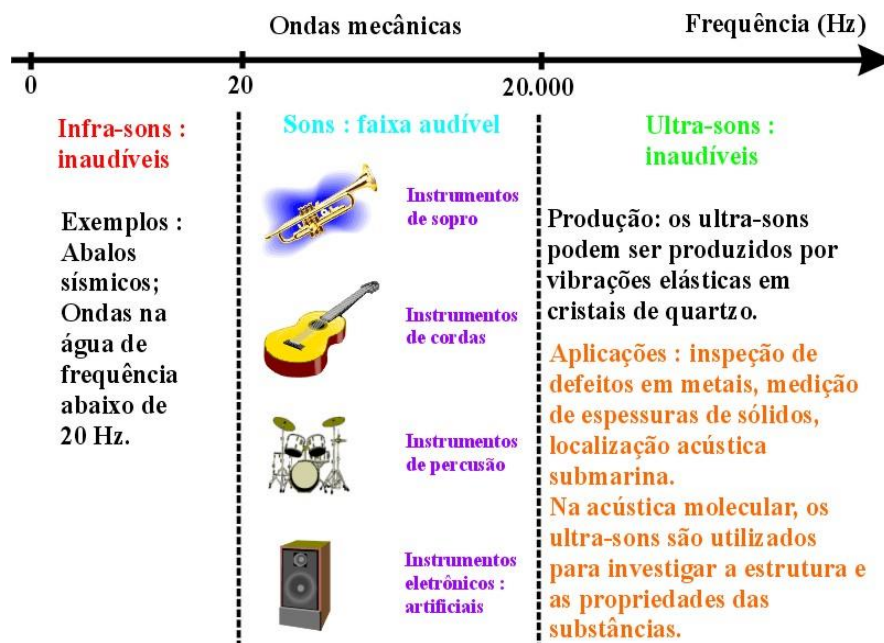 Ondas mecânicas
Frequência (Hz)
0
20
20.000
Infra-sons :
inaudíveis
Exemplos :
Abalos
sísmicos;
Ondas na
água de
frequência
abaixo de
20 Hz.
Sons : faixa audível
Instrumentos
de sopro
Instrumentos
de cordas
Instrumentos
de percusão
Instrumentos
eletrônicos :
artificiais
Ultra-sons :
inaudíveis
Produção: os ultra-sons
podem ser produzidos por
vibrações elásticas em
cristais de quartzo.
Aplicações : inspeção de
defeitos em metais, medição
de espessuras de sólidos,
localização acústica
submarina.
Na acústica molecular, os
ultra-sons são utilizados
para investigar a estrutura e
as propriedades das
substâncias.